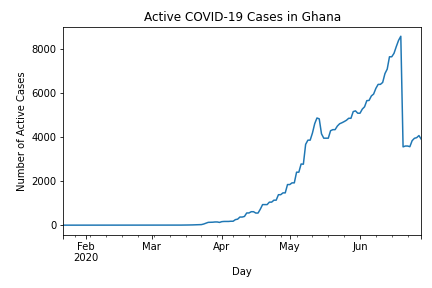 Active COVID-19 Cases in Ghana
Number of Active Cases
8000
6000
4000
2000
0
Feb Mar Apr May Jun
2020
Day